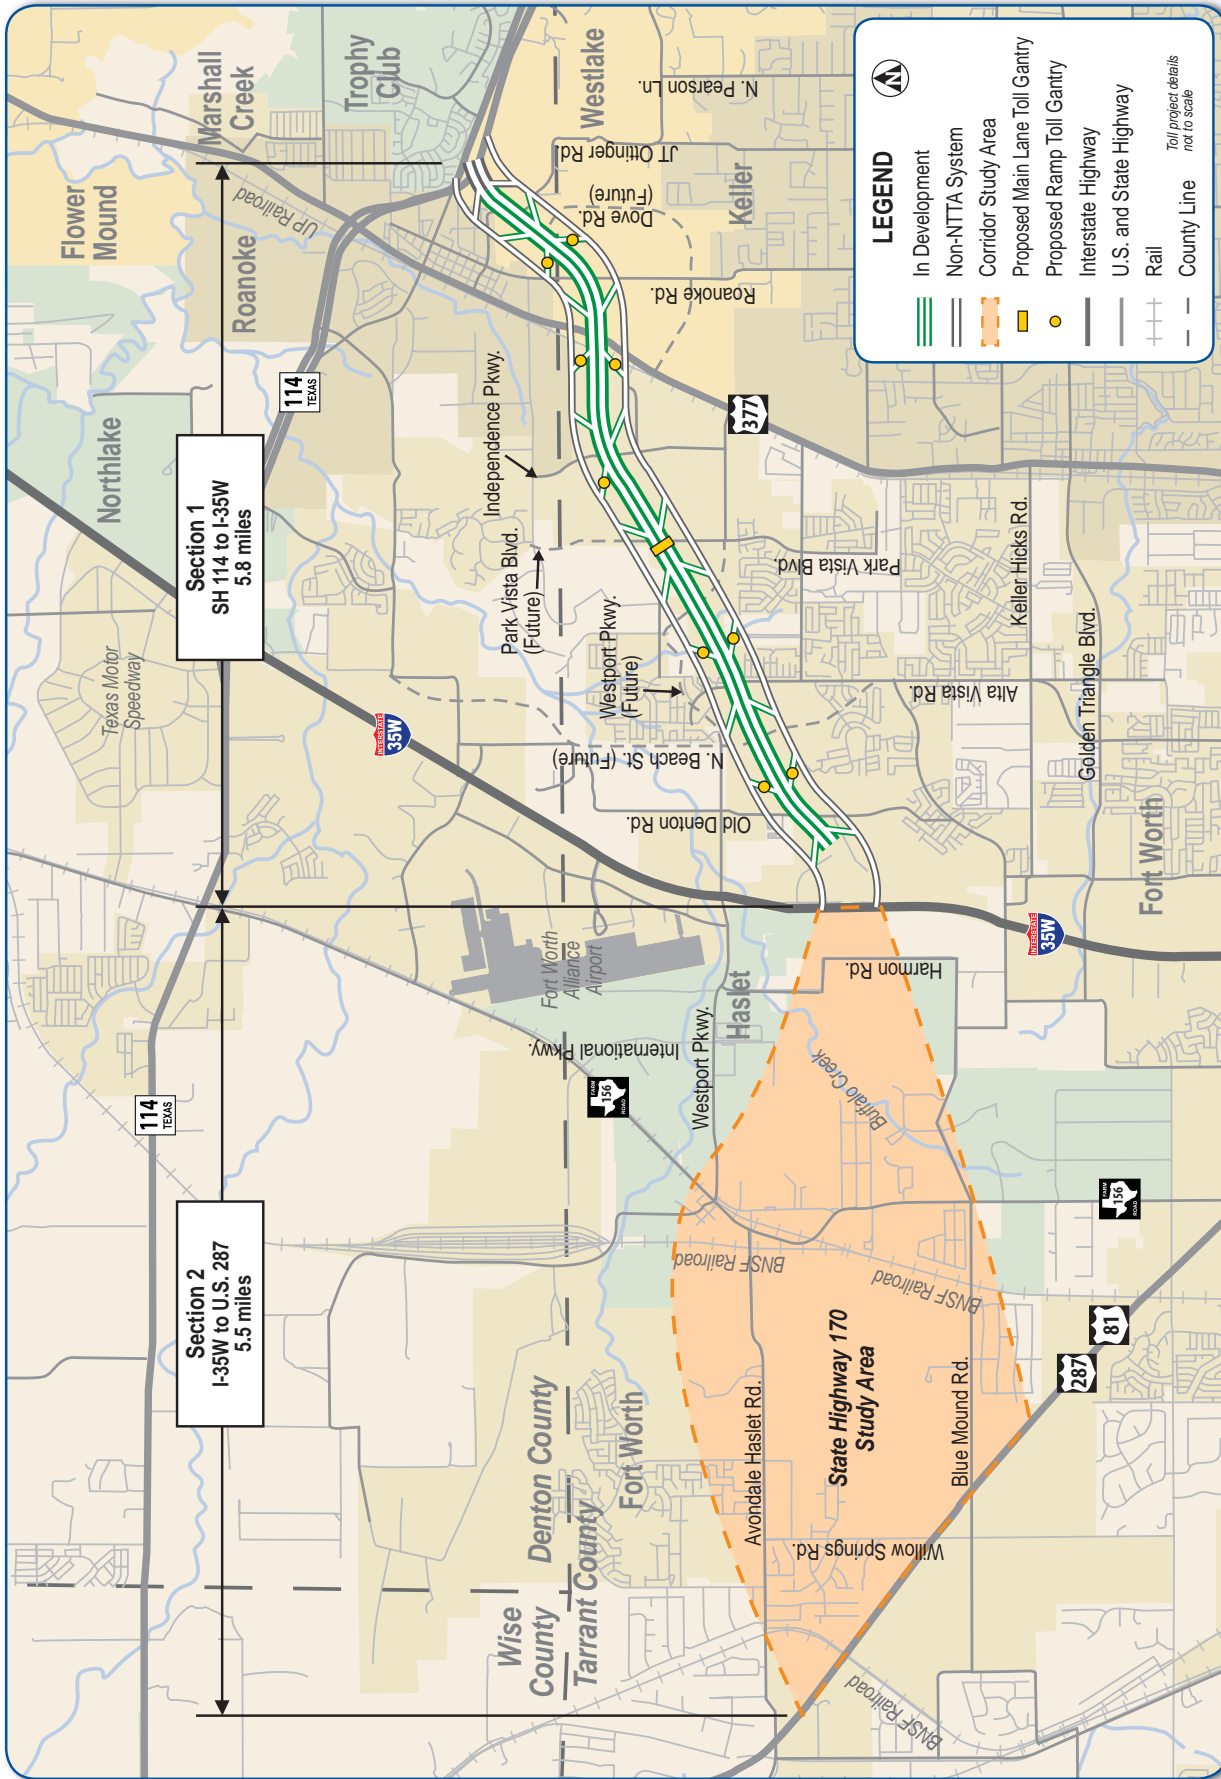 Section 2
I-35W to U.S. 287
5.5 miles
Section 1
SH 114 to I-35W
5.8 miles
114
TEXAS
114
TEXAS
Texas Motor
Speedway
Northlake
Flower
Mound
Marshall
Creek
Roanoke
UP Railroad
Trophy
Club
INTERSTATE
35W
Wise
County
Denton County
Tarrant County
Fort Worth
FARM
156
ROAD
International Pkwy.
Fort Worth
Alliance
Airport
Park Vista Blvd.
(Future)
Independence Pkwy.
Westport Pkwy.
(Future)
N. Beach St. (Future)
Old Denton Rd.
Westlake
JT Ottinger Rd.
Dove Rd.
(Future)
Roanoke Rd.
N. Pearson Ln.
Keller
377
Westport Pkwy.
Haslet
BNSF Railroad
BNSF Railroad
Avondale Haslet Rd.
State Highway 170
Study Area
Willow Springs Rd.
Blue Mound Rd.
Buffalo Creek
Harmon Rd.
Park Vista Blvd.
Alta Vista Rd.
Keller Hicks Rd.
Golden Triangle Blvd.
Fort Worth
INTERSTATE
35W
BNSF Railroad
287
81
FARM
156
ROAD
LEGEND
N
In Development
Non-NTTA System
Corridor Study Area
Proposed Main Lane Toll Gantry
Proposed Ramp Toll Gantry
Interstate Highway
U.S. and State Highway
Rail
County Line
Toll project details
not to scale